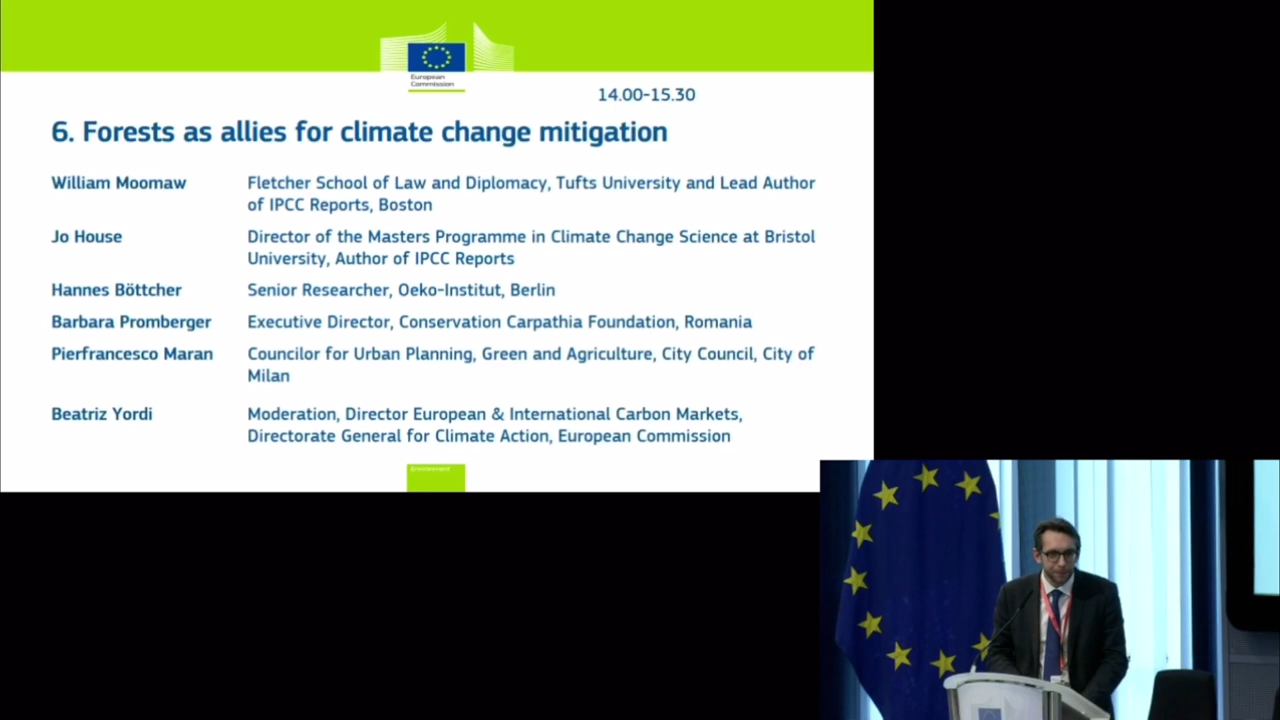 European
Commission
14.00-15.30
6. Forests as allies for climate change mitigation
William Moomaw
Fletcher School of Law and Diplomacy, Tufts University and Lead Author
of IPCC Reports, Boston
Jo House
Director of the Masters Programme in Climate Change Science at Bristol
University, Author of IPCC Reports
Hannes Böttcher
Senior Researcher, Oeko-Institut, Berlin
Barbara Promberger
Executive Director, Conservation Carpathia Foundation, Romania
Pierfrancesco Maran
Councilor for Urban Planning, Green and Agriculture, City Council, City of
Milan
Beatriz Yordi
Moderation, Director European & International Carbon Markets,
Directorate General for Climate Action, European Commission
Environment